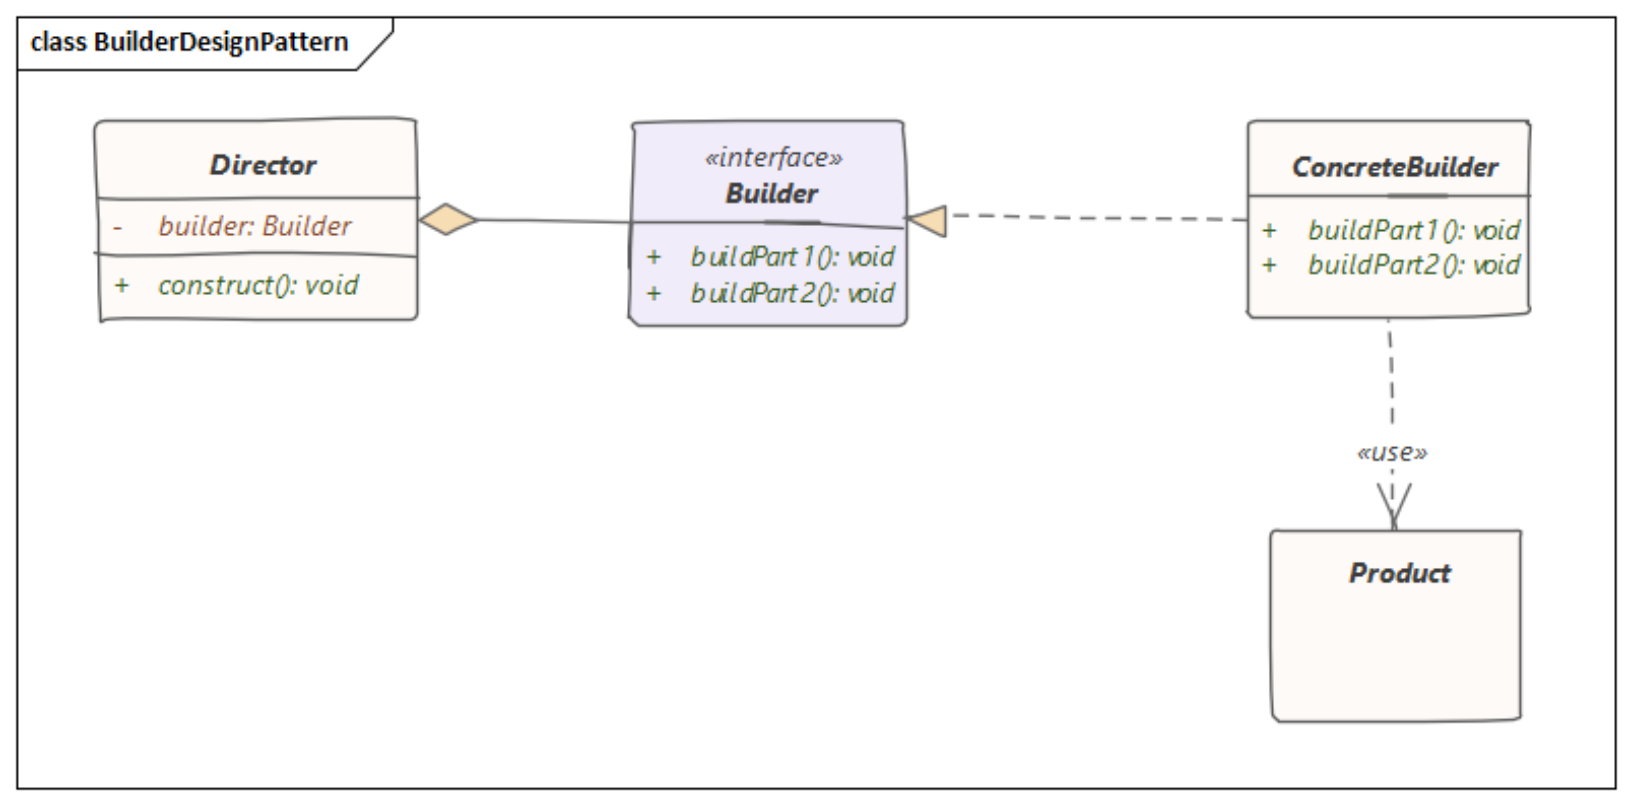 class BuilderDesignPattern
Director
- builder: Builder
+ construct(): void
«interface»
Builder
+ buildPart1(): void
+ buildPart2(): void
ConcreteBuilder
+ buildPart1(): void
+ buildPart2(): void
«use»
Product